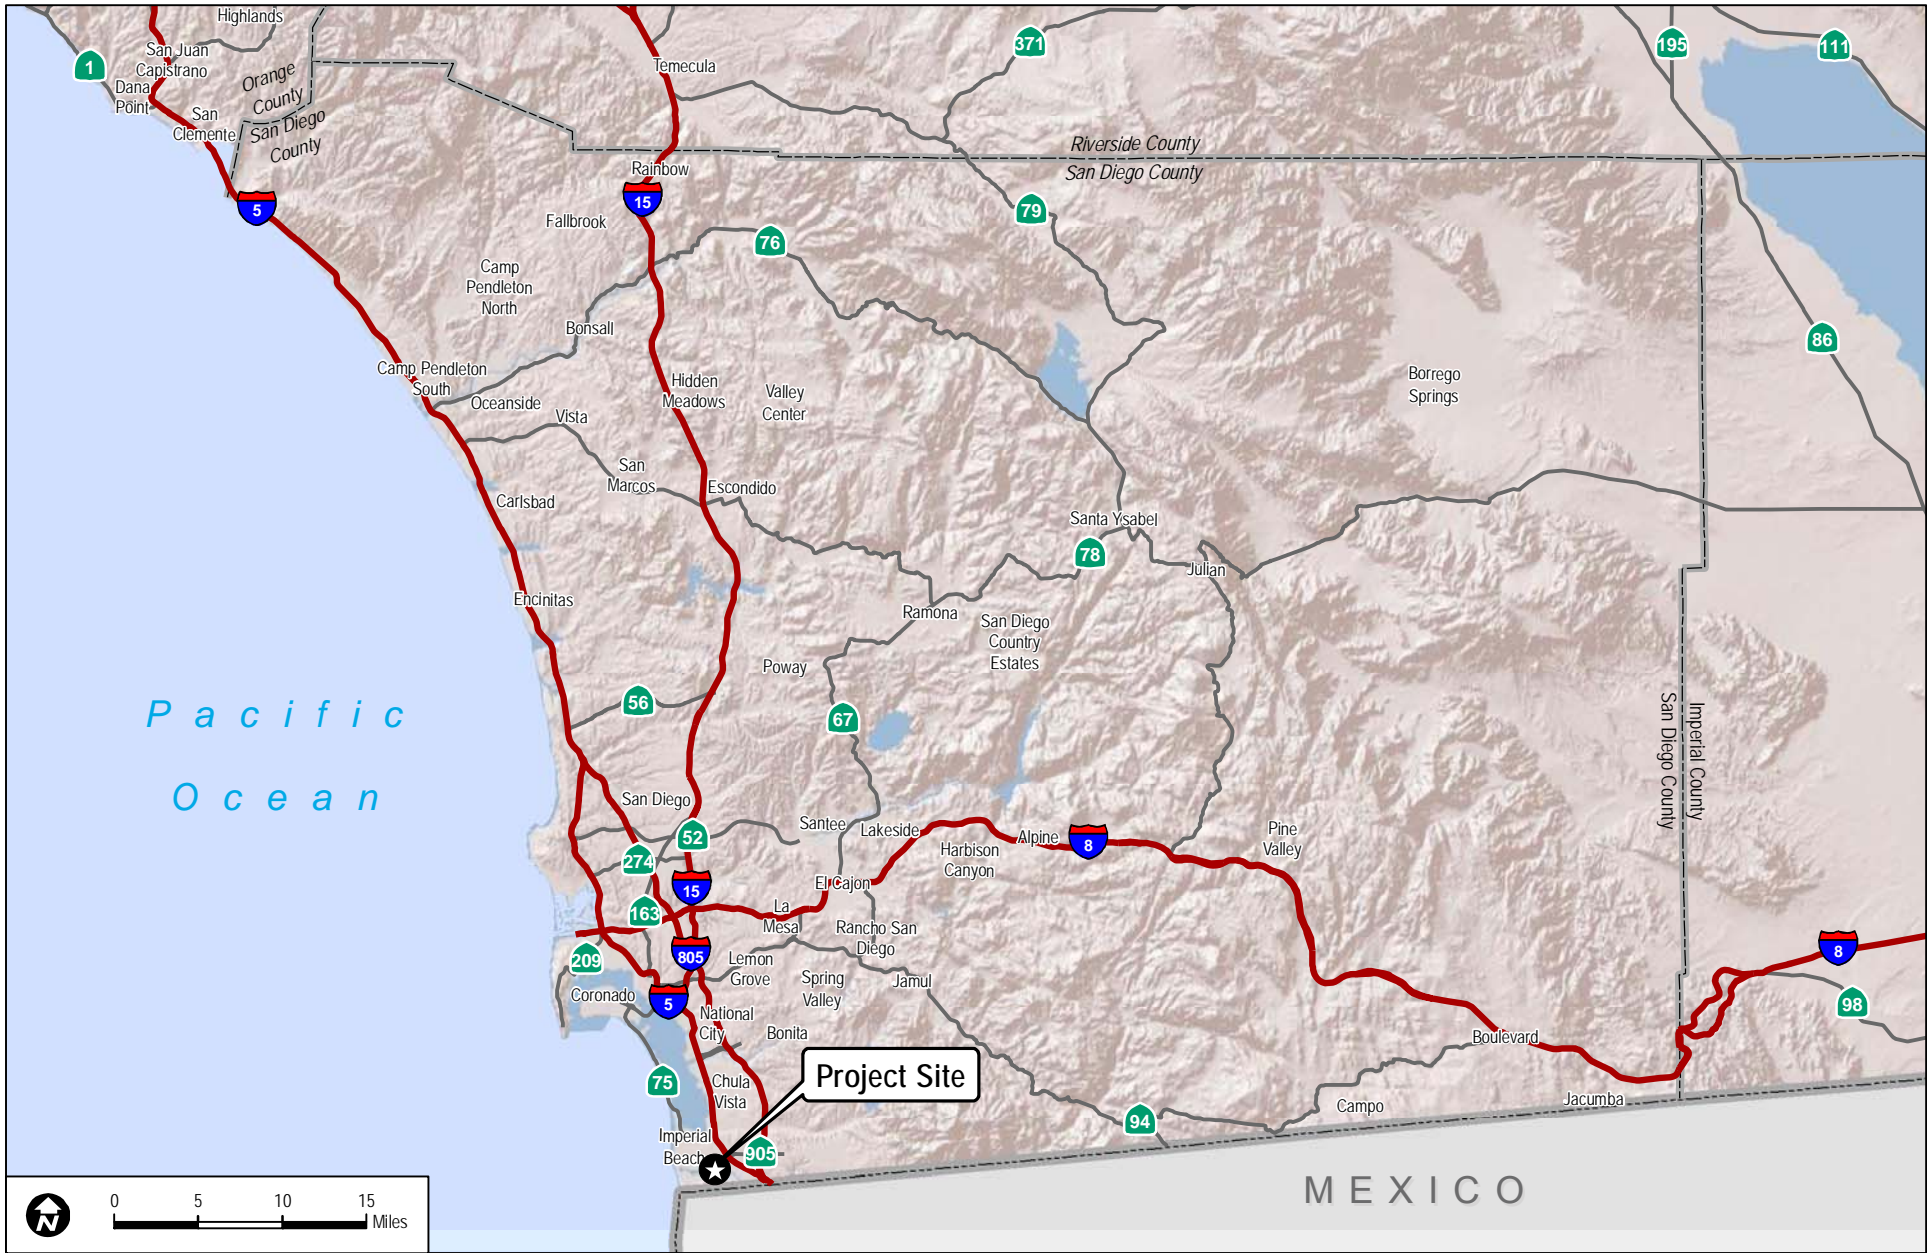 Highlands
1
San Juan
Capistrano
Dana
Point
San
Clemente
Orange
County
San Diego
County
Temecula
371
195
111
Riverside County
San Diego County
Rainbow
5
15
Fallbrook
79
76
Camp
Pendleton
North
Bonsall
86
Camp Pendleton
South
Oceanside
Vista
Hidden
Meadows
Valley
Center
Borrego
Springs
San
Marcos
Escondido
Carlsbad
Santa Ysabel
78
Julian
Encinitas
Ramona
San Diego
Country
Estates
Poway
56
67
Pacific
Ocean
San Diego County
Imperial County
San Diego
52
Santee
Lakeside
Alpine
8
Pine
Valley
274
Harbison
Canyon
15
El Cajon
163
La
Mesa
Rancho San
Diego
805
209
Lemon
Grove
Spring
Valley
Jamul
8
Coronado
5
National
City
Bonita
98
Boulevard
Project Site
75
Chula
Vista
94
Campo
Jacumba
Imperial
Beach
905
MEXICO
N
0 5 10 15
Miles